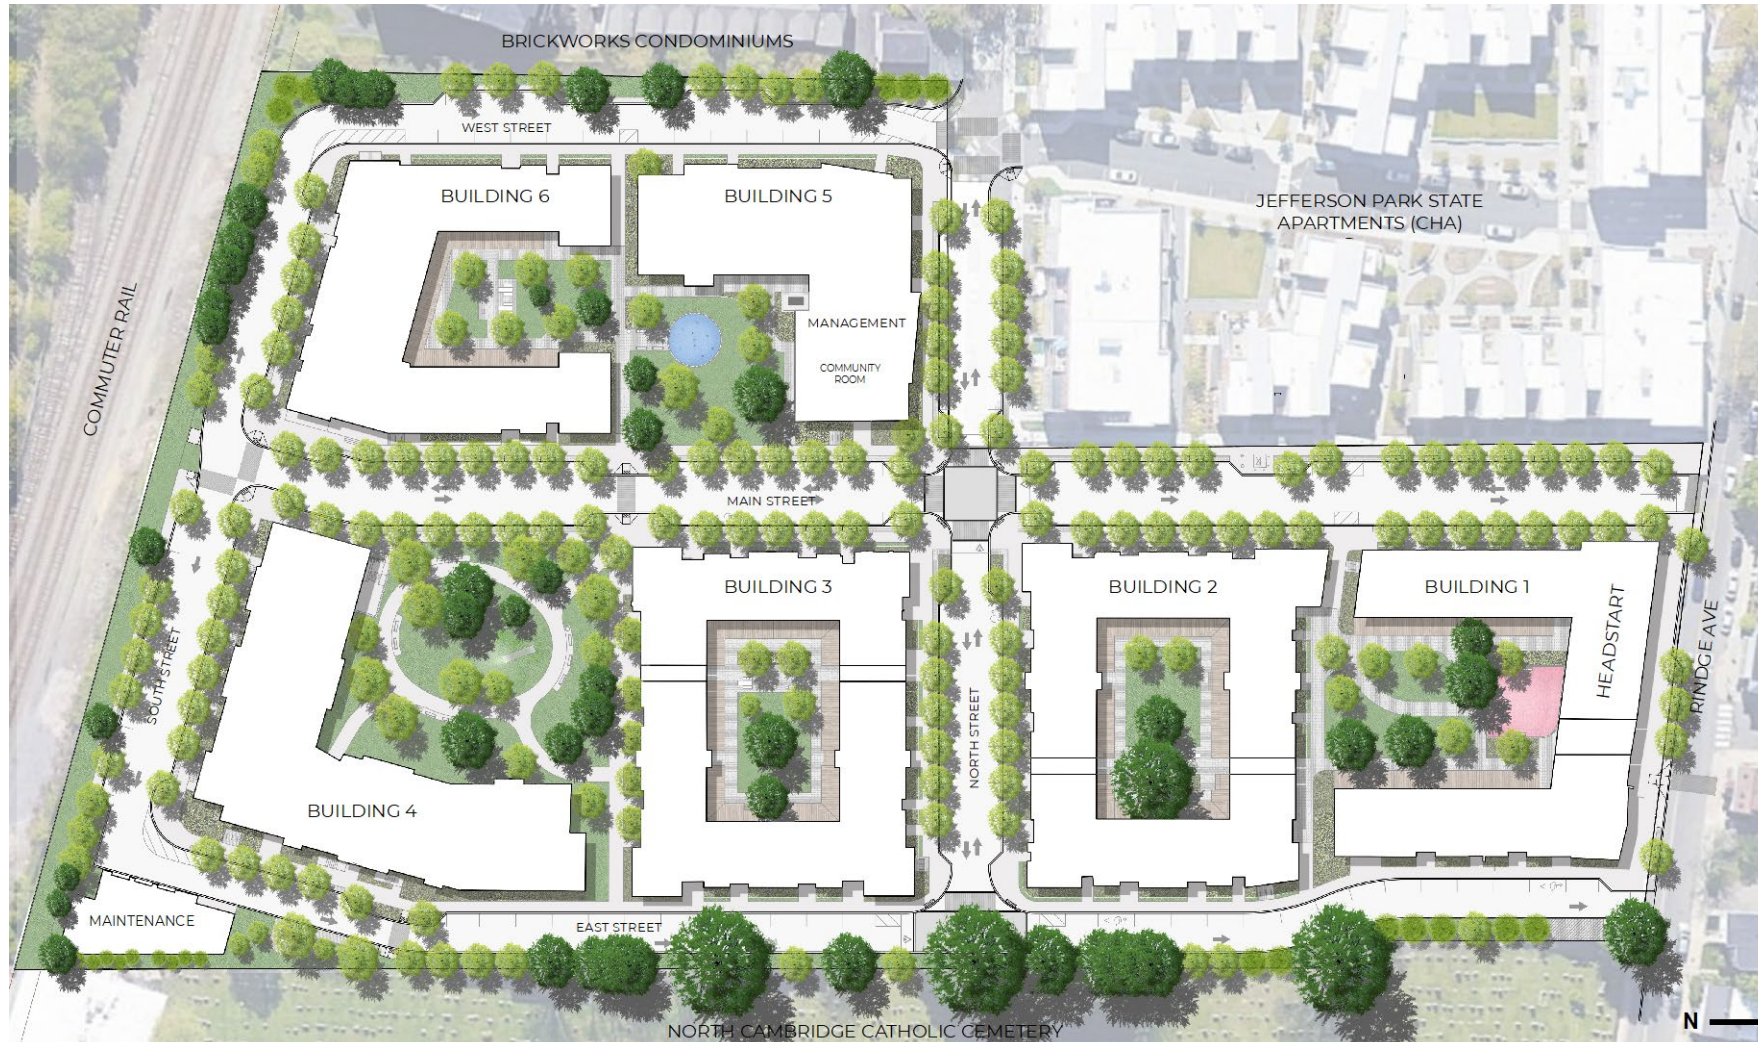 BRICKWORKS CONDOMINIUMS
WEST STREET
BUILDING 6
BUILDING 5
JEFFERSON PARK STATE
APARTMENTS (CHA)
COMMUTER RAIL
MANAGEMENT
COMMUNITY
ROOM
MAIN STREET
BUILDING 3
BUILDING 2
BUILDING 1
HEADSTART
RINDGE AVE
SOUTH STREET
NORTH STREET
BUILDING 4
MAINTENANCE
EAST STREET
NORTH CAMBRIDGE CATHOLIC CEMETERY
N